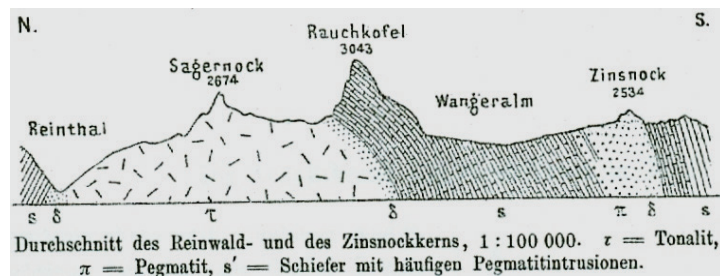 N.
S.
Rauchkofel
3043
Sagernock
2674
Zinsnock
2534
Reinthal
Wangeralm
s δ τ δ s π δ s
Durchschnitt des Reinwald- und des Zinsnockkerns, 1 : 100 000. τ = Tonalit,
π = Pegmatit, s′ = Schiefer mit häufigen Pegmatitintrusionen.